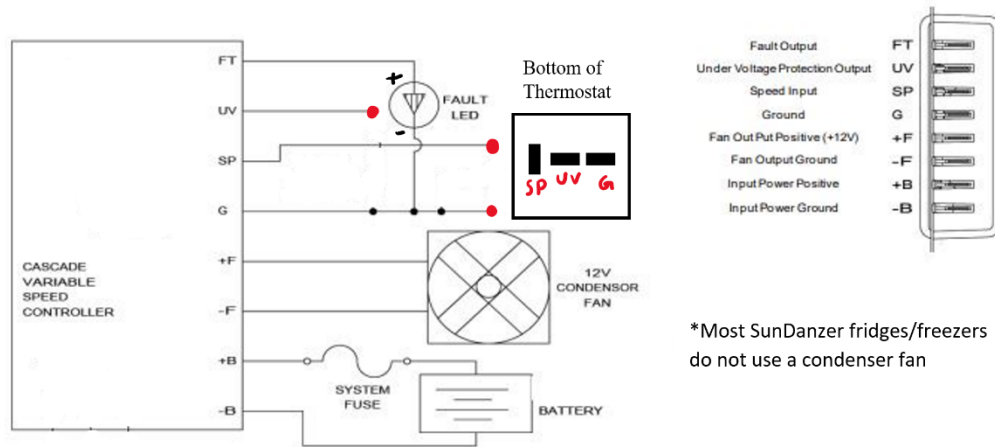 FT
UV
SP
G
+F
-F
+B
-B
CASCADE
VARIABLE
SPEED
CONTROLLER
+
-
FAULT
LED
Bottom of
Thermostat
SP UV G
12V
CONDENSOR
FAN
SYSTEM
FUSE
BATTERY
Fault Output FT
Under Voltage Protection Output UV
Speed Input SP
Ground G
Fan Out Put Positive (+12V) +F
Fan Output Ground -F
Input Power Positive +B
Input Power Ground -B
*Most SunDanzer fridges/freezers
do not use a condenser fan